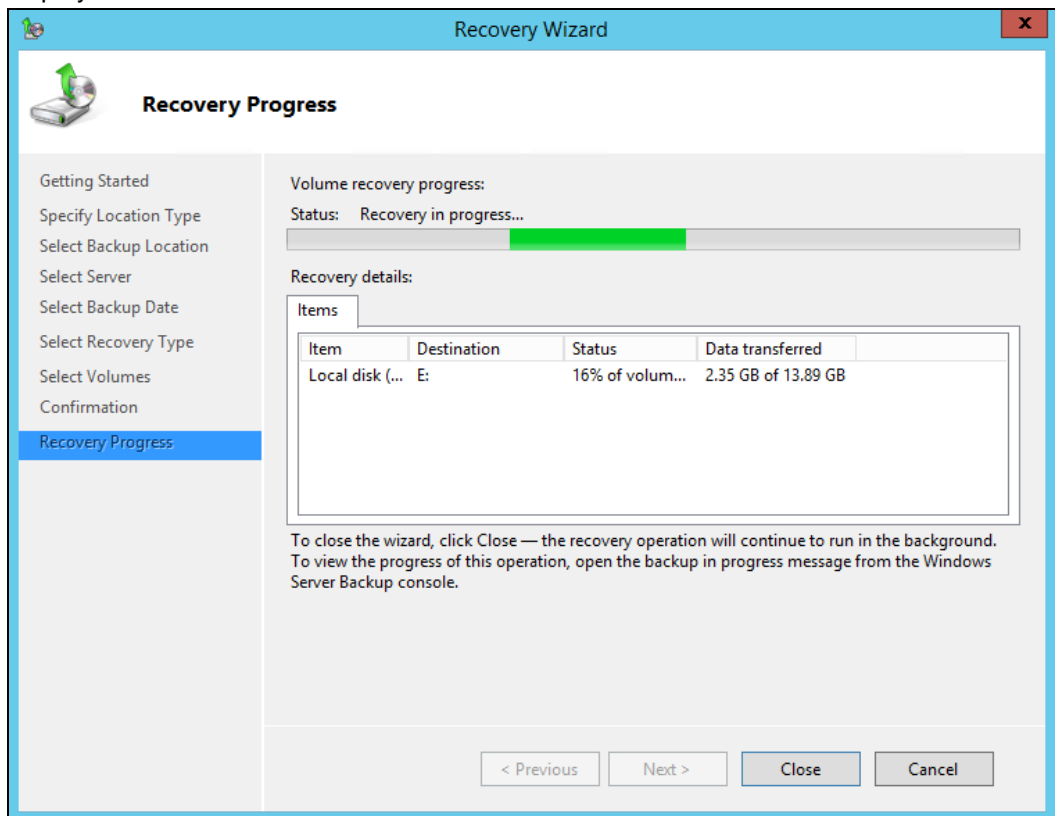 Recovery Wizard
x
Recovery Progress
Getting Started
Specify Location Type
Select Backup Location
Select Server
Select Backup Date
Select Recovery Type
Select Volumes
Confirmation
Recovery Progress
Volume recovery progress:
Status: Recovery in progress...
Recovery details:
Items
Item Destination Status Data transferred
Local disk (... E: 16% of volum... 2.35 GB of 13.89 GB
To close the wizard, click Close — the recovery operation will continue to run in the background.
To view the progress of this operation, open the backup in progress message from the Windows
Server Backup console.
< Previous Next > Close Cancel